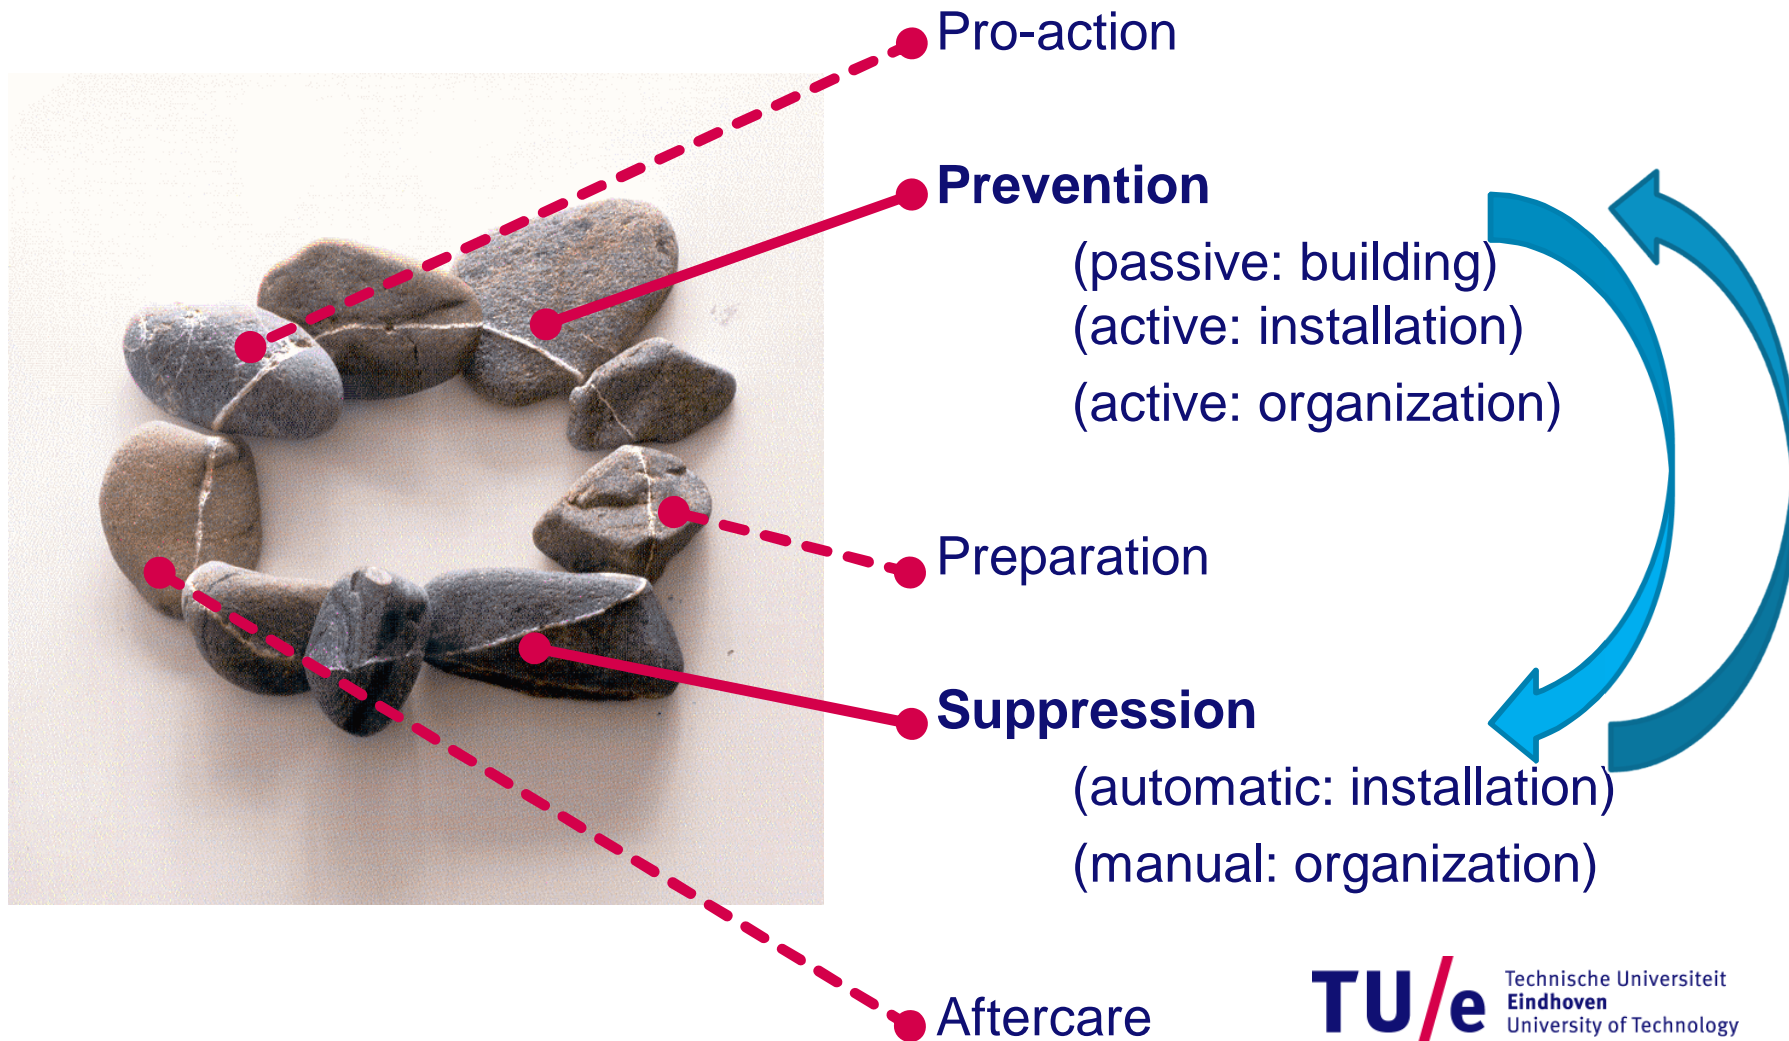 Pro-action
Prevention
(passive: building)
(active: installation)
(active: organization)
Preparation
Suppression
(automatic: installation)
(manual: organization)
Aftercare
TU/e
Technische Universiteit
Eindhoven
University of Technology